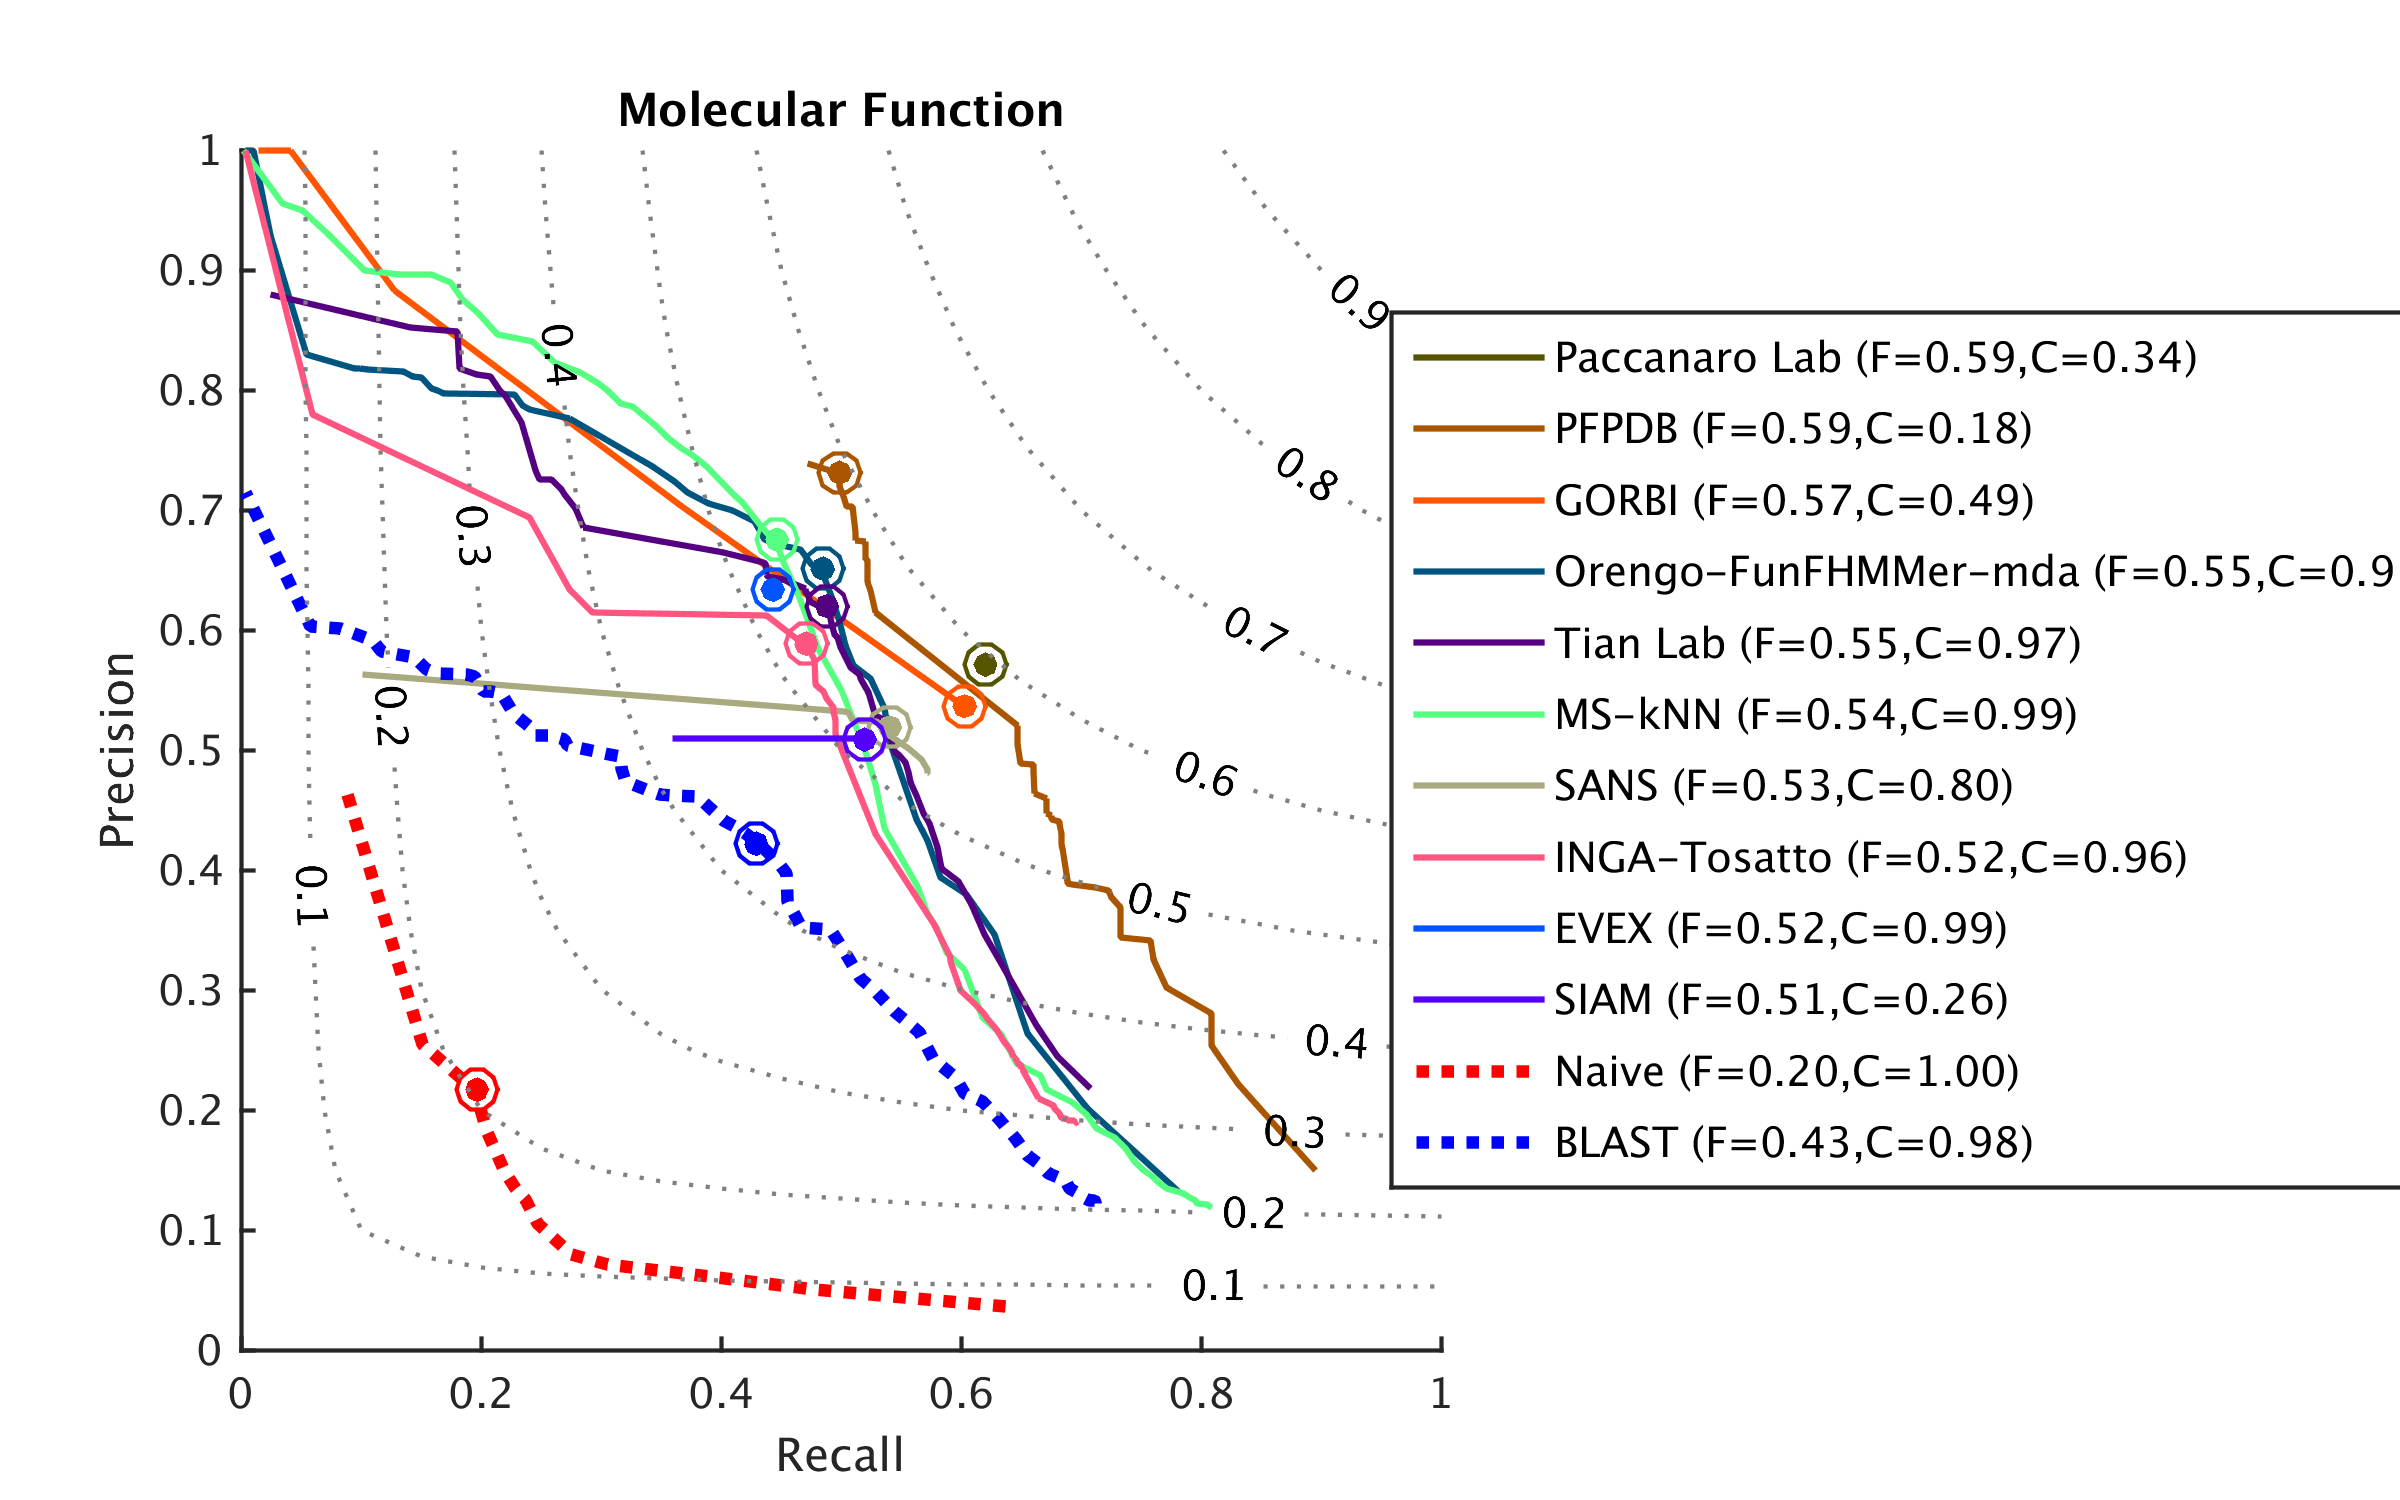 Molecular Function
1
0.9
0.8
0.7
0.6
0.5
0.4
0.3
0.2
0.1
0
Precision
0
0.2
0.4
0.6
0.8
1
Recall
0.4
0.3
0.2
0.1
0.9
0.8
0.7
0.6
0.5
0.4
0.3
0.2
0.1
Paccanaro Lab (F=0.59,C=0.34)
PFPDB (F=0.59,C=0.18)
GORBI (F=0.57,C=0.49)
Orengo-FunFHMMer-mda (F=0.55,C=0.9
Tian Lab (F=0.55,C=0.97)
MS-kNN (F=0.54,C=0.99)
SANS (F=0.53,C=0.80)
INGA-Tosatto (F=0.52,C=0.96)
EVEX (F=0.52,C=0.99)
SIAM (F=0.51,C=0.26)
Naive (F=0.20,C=1.00)
BLAST (F=0.43,C=0.98)